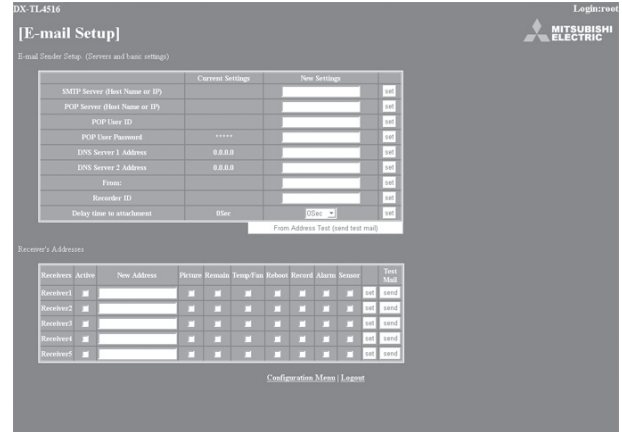 DX-TL4516 Login:root
[E-mail Setup]
MITSUBISHI
ELECTRIC
E-mail Sender Setup. (Servers and basic settings)
Current Settings New Settings
SMTP Server (Host Name or IP) set
POP Server (Host Name or IP) set
POP User ID set
POP User Password ***** set
DNS Server 1 Address 0.0.0.0 set
DNS Server 2 Address 0.0.0.0 set
From: set
Recorder ID set
Delay time to attachment 0Sec 0Sec set
From Address Test (send test mail)
Receiver's Addresses
Receivers Active New Address Picture Remain Temp/Fan Reboot Record Alarm Sensor Test Mail
Receiver1 set send
Receiver2 set send
Receiver3 set send
Receiver4 set send
Receiver5 set send
Configuration Menu | Logout